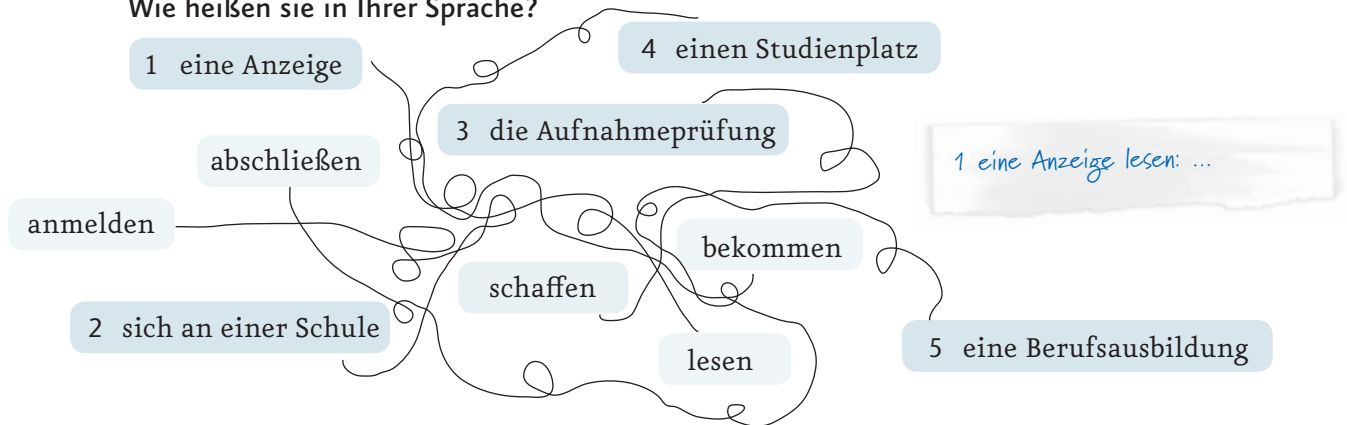 Wie heißen sie in Ihrer Sprache?
4 einen Studienplatz
1 eine Anzeige
3 die Aufnahmeprüfung
abschließen
1 eine Anzeige lesen: ...
anmelden
bekommen
schaffen
2 sich an einer Schule
lesen
5 eine Berufsausbildung